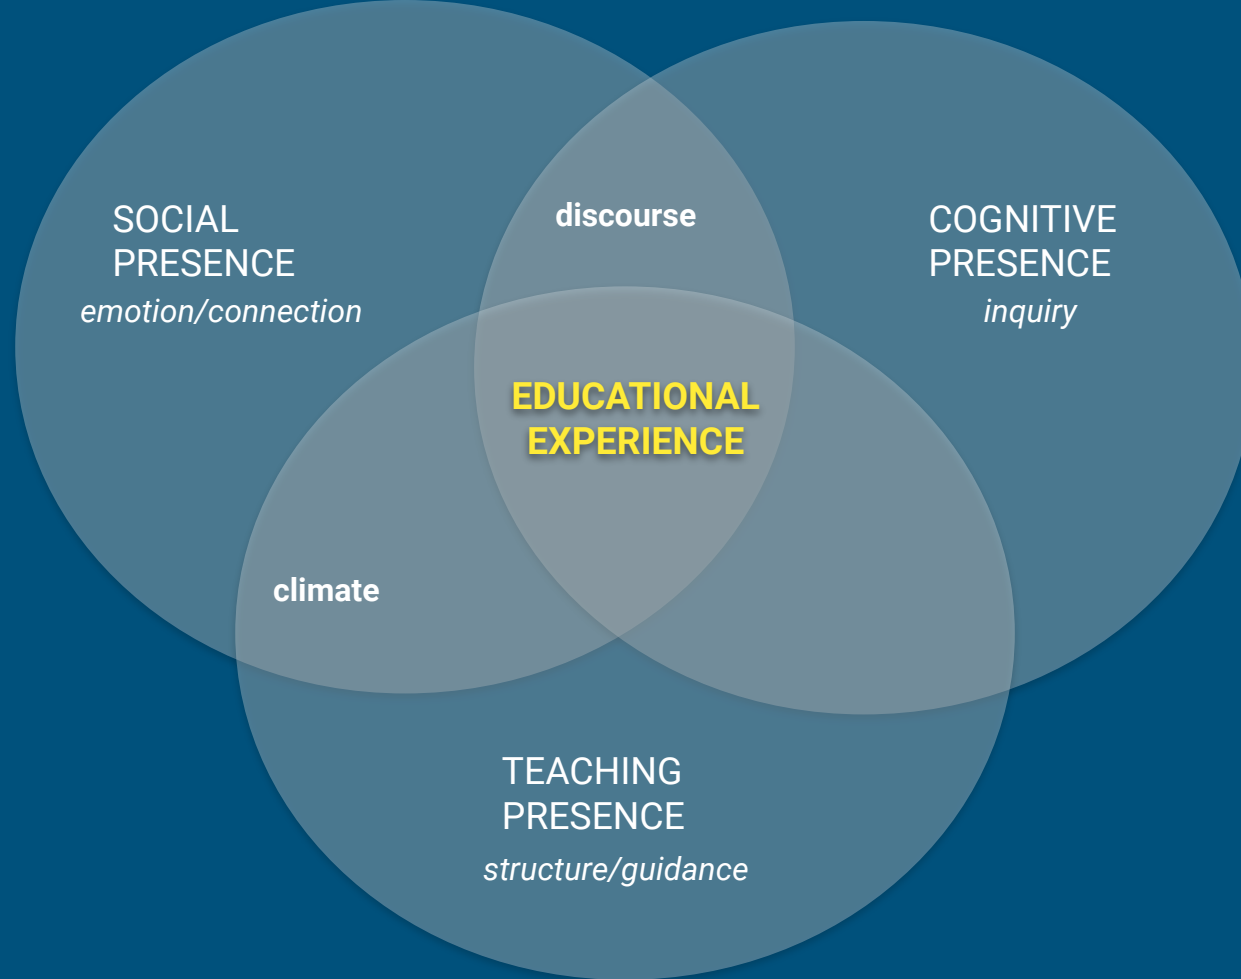 SOCIAL
PRESENCE
emotion/connection
discourse
COGNITIVE
PRESENCE
inquiry
EDUCATIONAL
EXPERIENCE
climate
TEACHING
PRESENCE
structure/guidance